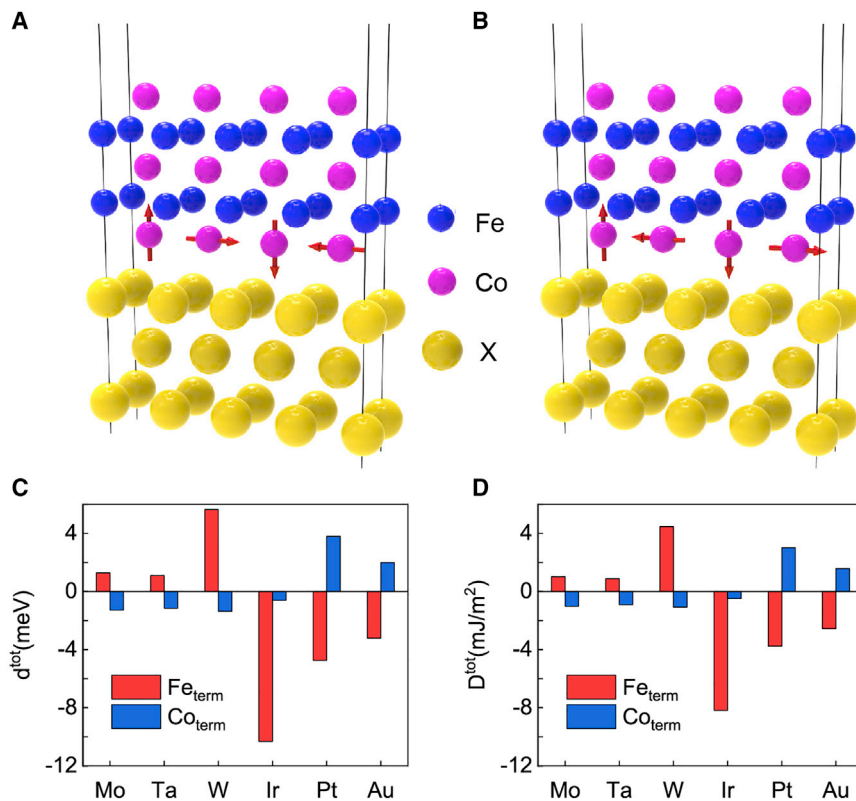 A
B
Fe
Co
X
C
D
4
0
-4
-8
-12
d^tot(meV)
Fe_term
Co_term
Mo Ta W Ir Pt Au
4
0
-4
-8
-12
D^tot(mJ/m²)
Fe_term
Co_term
Mo Ta W Ir Pt Au